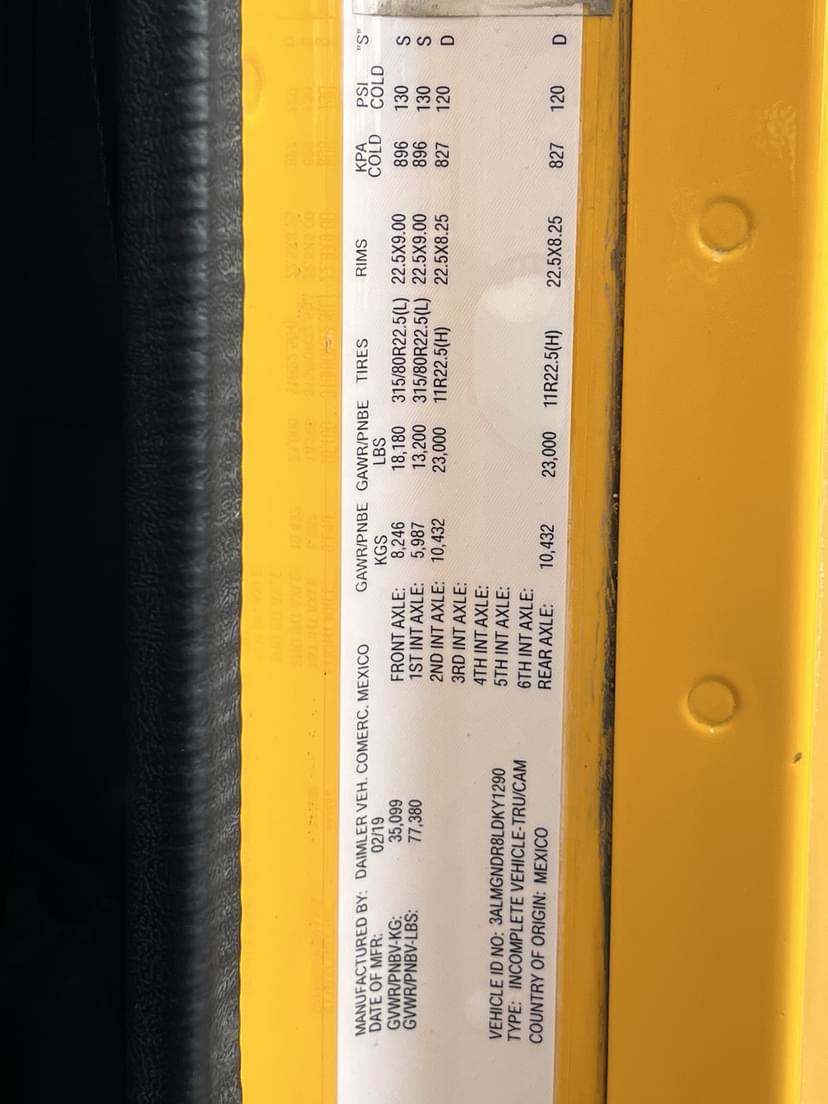 MANUFACTURED BY: DAIMLER VEH. COMERC. MEXICO
DATE OF MFR: 02/19
GVWR/PNBV-KG: 35,099
GVWR/PNBV-LBS: 77,380
VEHICLE ID NO: 3ALMGNDR8LDKY1290
TYPE: INCOMPLETE VEHICLE-TRU/CAM
COUNTRY OF ORIGIN: MEXICO
GAWR/PNBE GAWR/PNBE TIRES RIMS KPA PSI "S"
KGS LBS COLD COLD
FRONT AXLE: 8,246 18,180 315/80R22.5(L) 22.5X9.00 896 130 S
1ST INT AXLE: 5,987 13,200 315/80R22.5(L) 22.5X9.00 896 130 S
2ND INT AXLE: 10,432 23,000 11R22.5(H) 22.5X8.25 827 120 D
3RD INT AXLE:
4TH INT AXLE:
5TH INT AXLE:
6TH INT AXLE:
REAR AXLE: 10,432 23,000 11R22.5(H) 22.5X8.25 827 120 D